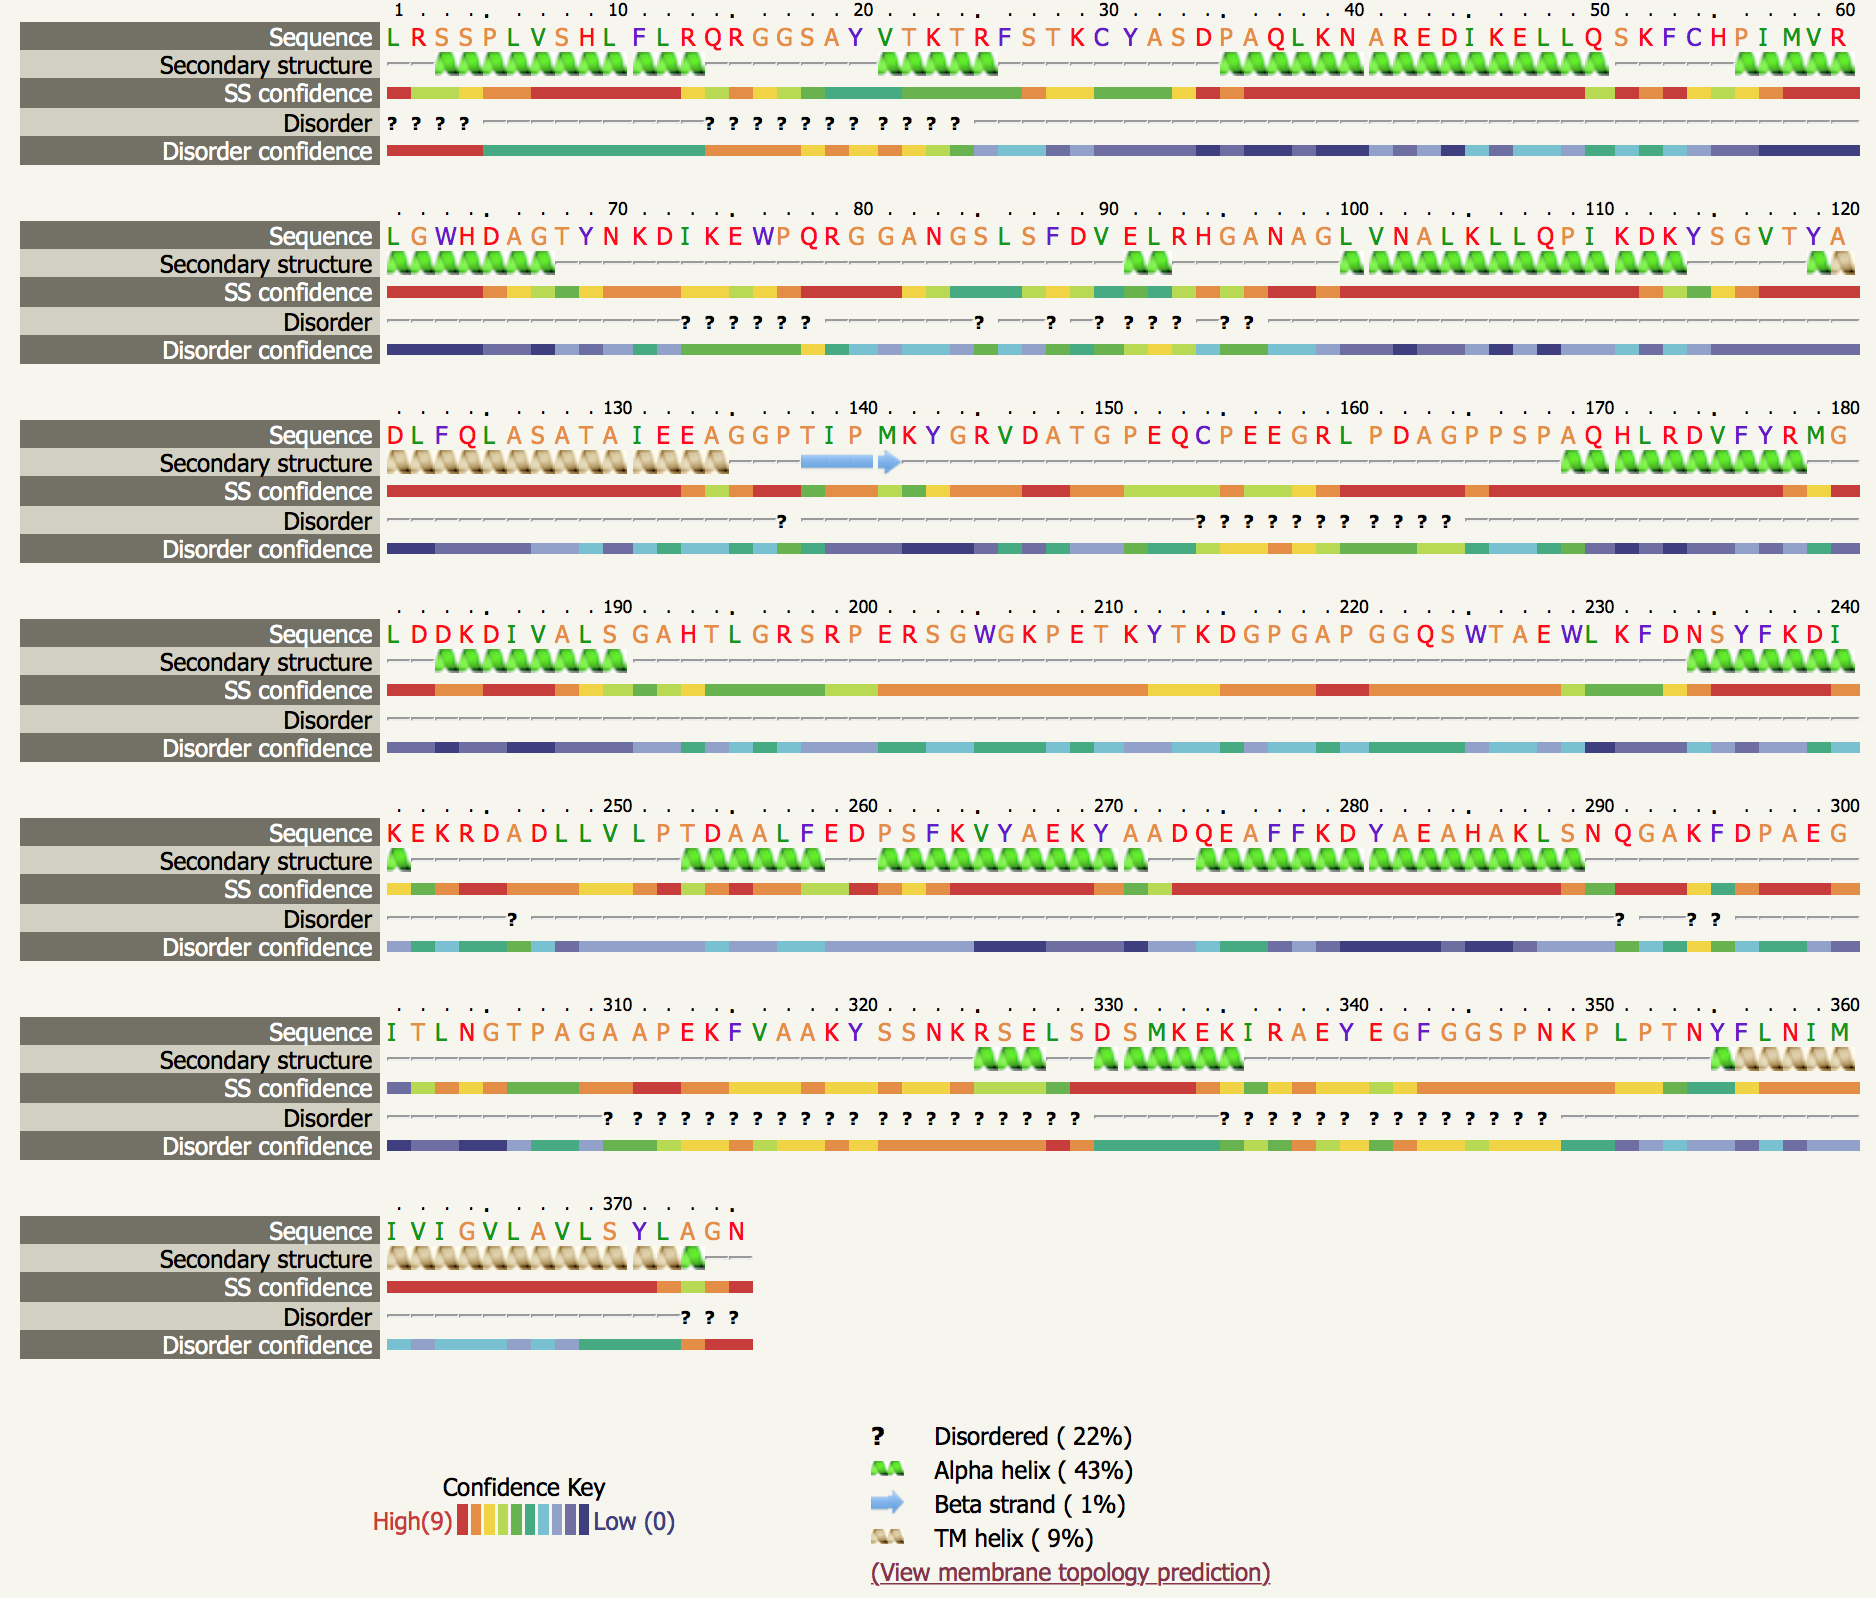 1 10 20 30 40 50 60
Sequence L R S S P L V S H L F L R Q R G G S A Y V T K T R F S T K C Y A S D P A Q L K N A R E D I K E L L Q S K F C H P I M V R
Secondary structure
SS confidence
Disorder ? ? ? ? ? ? ? ? ? ? ? ? ? ? ?
Disorder confidence
70 80 90 100 110 120
Sequence L G W H D A G T Y N K D I K E W P Q R G G A N G S L S F D V E L R H G A N A G L V N A L K L L Q P I K D K Y S G V T Y A
Secondary structure
SS confidence
Disorder ? ? ? ? ? ? ? ? ? ? ? ? ? ?
Disorder confidence
130 140 150 160 170 180
Sequence D L F Q L A S A T A I E E A G G P T I P M K Y G R V D A T G P E Q C P E E G R L P D A G P P S P A Q H L R D V F Y R M G
Secondary structure
SS confidence
Disorder ? ? ? ? ? ? ? ? ? ? ? ?
Disorder confidence
190 200 210 220 230 240
Sequence L D D K D I V A L S G A H T L G R S R P E R S G W G K P E T K Y T K D G P G A P G G Q S W T A E W L K F D N S Y F K D I
Secondary structure
SS confidence
Disorder
Disorder confidence
250 260 270 280 290 300
Sequence K E K R D A D L L V L P T D A A L F E D P S F K V Y A E K Y A A D Q E A F F K D Y A E A H A K L S N Q G A K F D P A E G
Secondary structure
SS confidence
Disorder ? ? ? ?
Disorder confidence
310 320 330 340 350 360
Sequence I T L N G T P A G A A P E K F V A A K Y S S N K R S E L S D S M K E K I R A E Y E G F G G S P N K P L P T N Y F L N I M
Secondary structure
SS confidence
Disorder ? ? ? ? ? ? ? ? ? ? ? ? ? ? ? ? ? ? ? ? ? ? ? ? ? ? ? ? ? ? ? ? ? ?
Disorder confidence
370
Sequence I V I G V L A V L S Y L A G N
Secondary structure
SS confidence
Disorder ? ? ?
Disorder confidence
Confidence Key
High(9) Low (0)
? Disordered ( 22%)
Alpha helix ( 43%)
Beta strand ( 1%)
TM helix ( 9%)
(View membrane topology prediction)